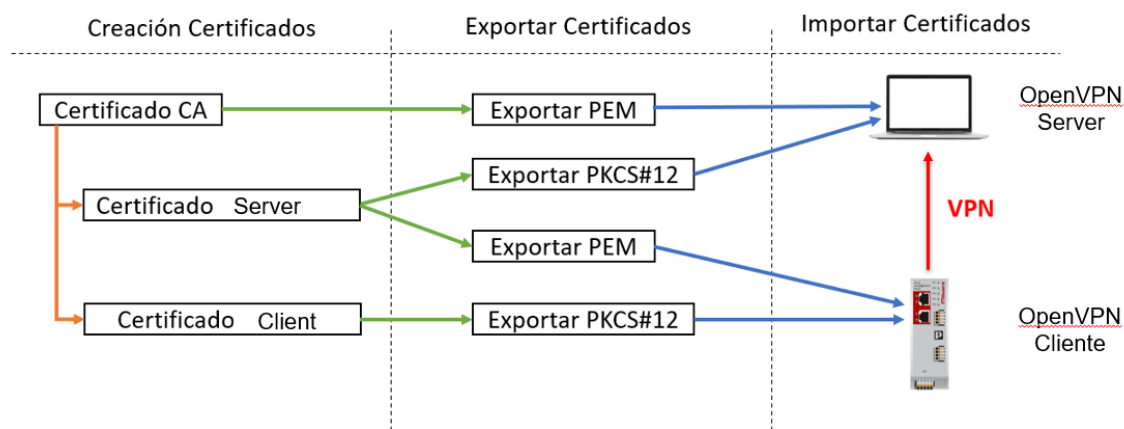 Creación Certificados
Exportar Certificados
Importar Certificados
Certificado CA
Exportar PEM
OpenVPN
Server
Exportar PKCS#12
Certificado Server
VPN
Exportar PEM
Certificado Client
Exportar PKCS#12
OpenVPN
Cliente